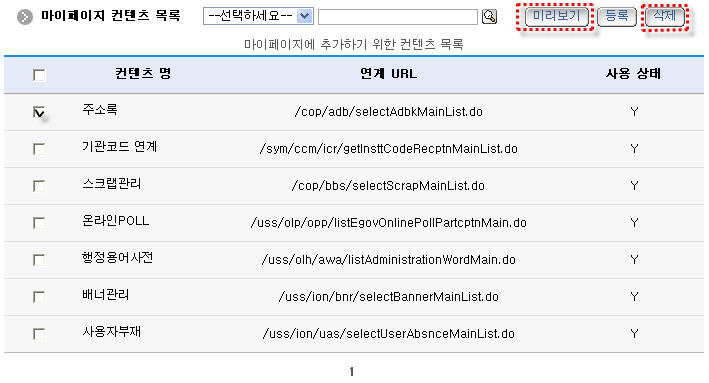 마이페이지 컨텐츠 목록 --선택하세요-- 미리보기 등록 삭제
마이페이지에 추가하기 위한 컨텐츠 목록
컨텐츠 명 연계 URL 사용 상태
주소록 /cop/adb/selectAdbkMainList.do Y
기관코드 연계 /sym/ccm/icr/getInsttCodeRecptnMainList.do Y
스크랩관리 /cop/bbs/selectScrapMainList.do Y
온라인POLL /uss/olp/opp/listEgovOnlinePollPartcptnMain.do Y
행정용어사전 /uss/olh/awa/listAdministrationWordMain.do Y
배너관리 /uss/ion/bnr/selectBannerMainList.do Y
사용자부재 /uss/ion/uas/selectUserAbsnceMainList.do Y
1